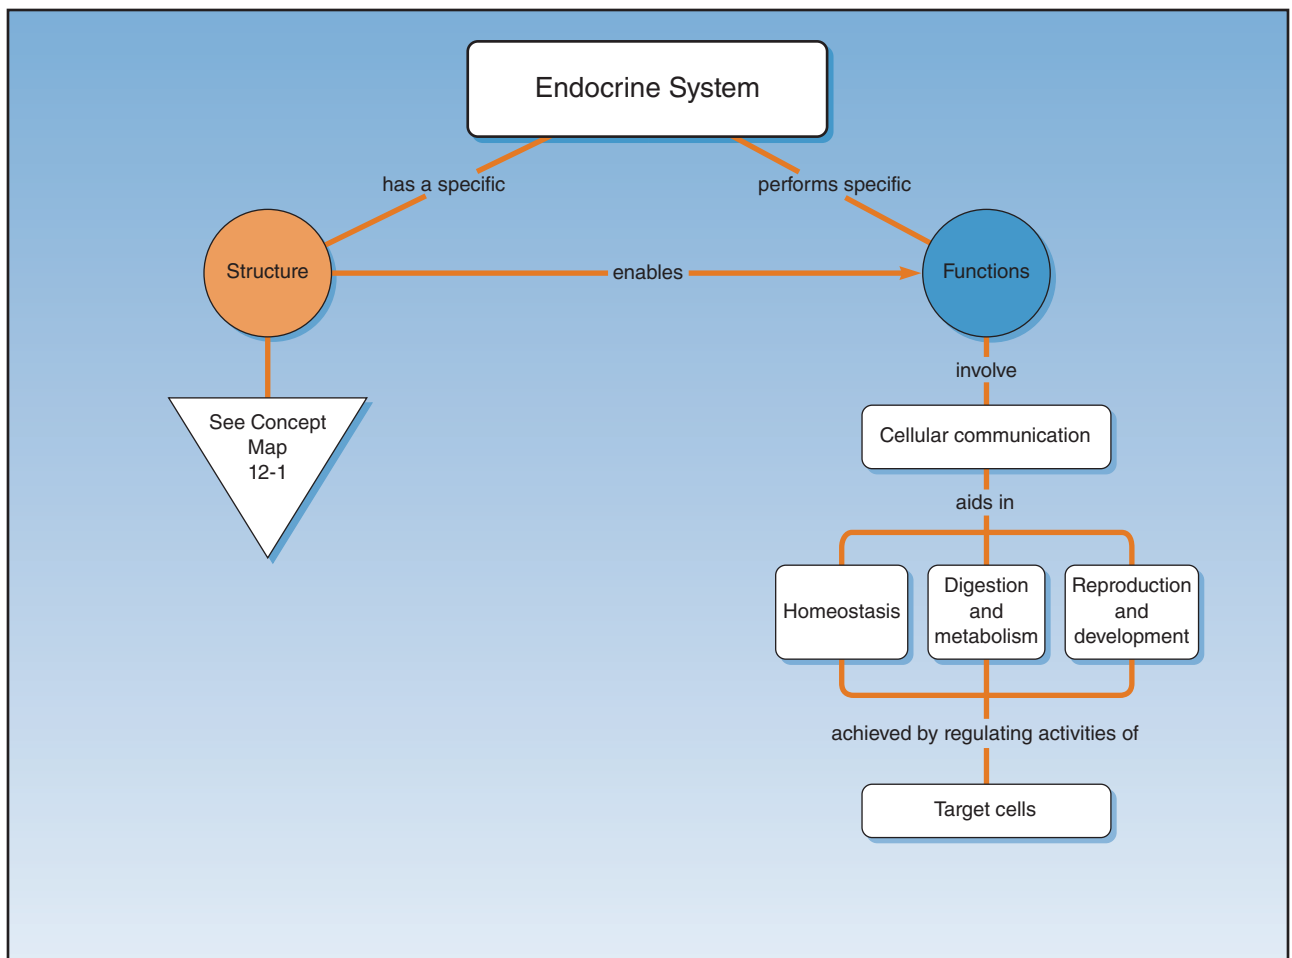 Endocrine System
has a specific
performs specific
Structure
enables
Functions
See Concept
Map
12-1
involve
Cellular communication
aids in
Homeostasis
Digestion
and
metabolism
Reproduction
and
development
achieved by regulating activities of
Target cells